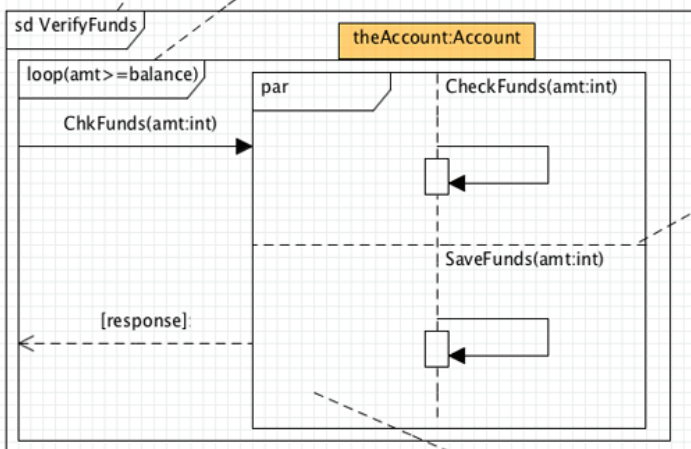 sd VerifyFunds
theAccount:Account
loop(amt>=balance)
par
CheckFunds(amt:int)
ChkFunds(amt:int)
SaveFunds(amt:int)
[response]: